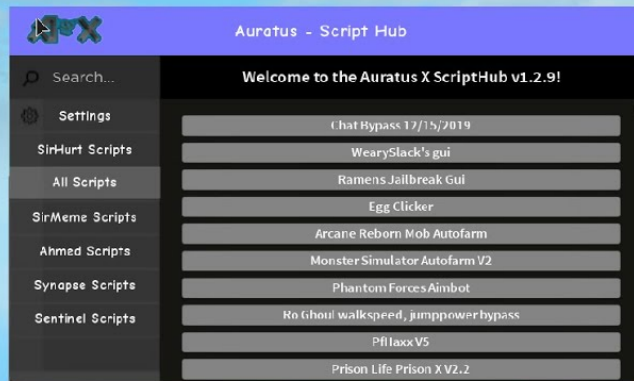 Auratus - Script Hub
Search...
Welcome to the Auratus X ScriptHub v1.2.9!
Settings
SirHurt Scripts
All Scripts
SirMeme Scripts
Ahmed Scripts
Synapse Scripts
Sentinel Scripts
Chat Bypass 12/15/2019
WearySlack's gui
Ramens Jailbreak Gui
Egg Clicker
Arcane Reborn Mob Autofarm
Monster Simulator Autofarm V2
Phantom Forces Aimbot
Ro Ghoul walkspeed, jumppower bypass
PfHaxx V5
Prison Life Prison X V2.2